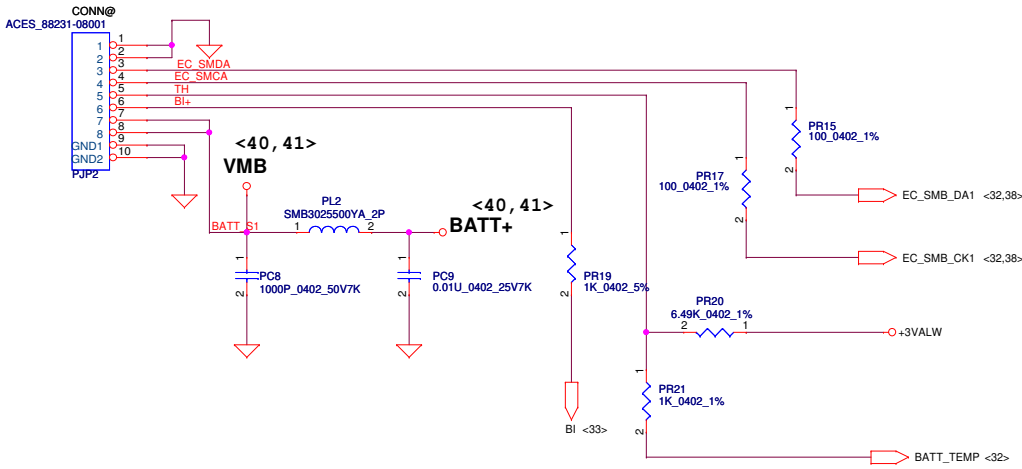 CONN@
ACES_88231-08001
1
2
3
4
5
6
7
8
GND1
GND2
PJP2
1
2
3
4
5
6
7
8
9
10
EC_SMDA
EC_SMCA
TH
BI+
<40,41>
VMB
PL2
SMB3025500YA_2P
BATT_S1
1
2
<40,41>
BATT+
1
2
PC8
1000P_0402_50V7K
1
2
PC9
0.01U_0402_25V7K
1
2
PR19
1K_0402_5%
BI <33>
PR15
100_0402_1%
1
2
PR17
100_0402_1%
1
2
EC_SMB_DA1 <32,38>
EC_SMB_CK1 <32,38>
PR20
6.49K_0402_1%
2
1
+3VALW
1
2
PR21
1K_0402_1%
BATT_TEMP <32>